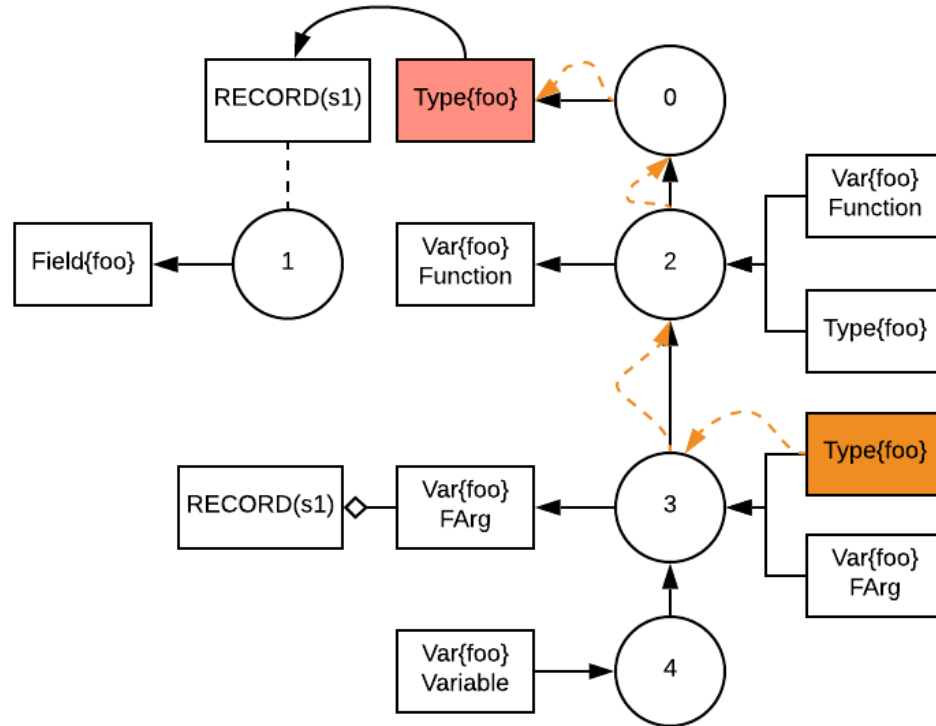 RECORD(s1)
Type{foo}
0
Var{foo}
Function
Field{foo}
1
Var{foo}
Function
2
Type{foo}
Type{foo}
RECORD(s1)
Var{foo}
FArg
3
Var{foo}
FArg
Var{foo}
Variable
4